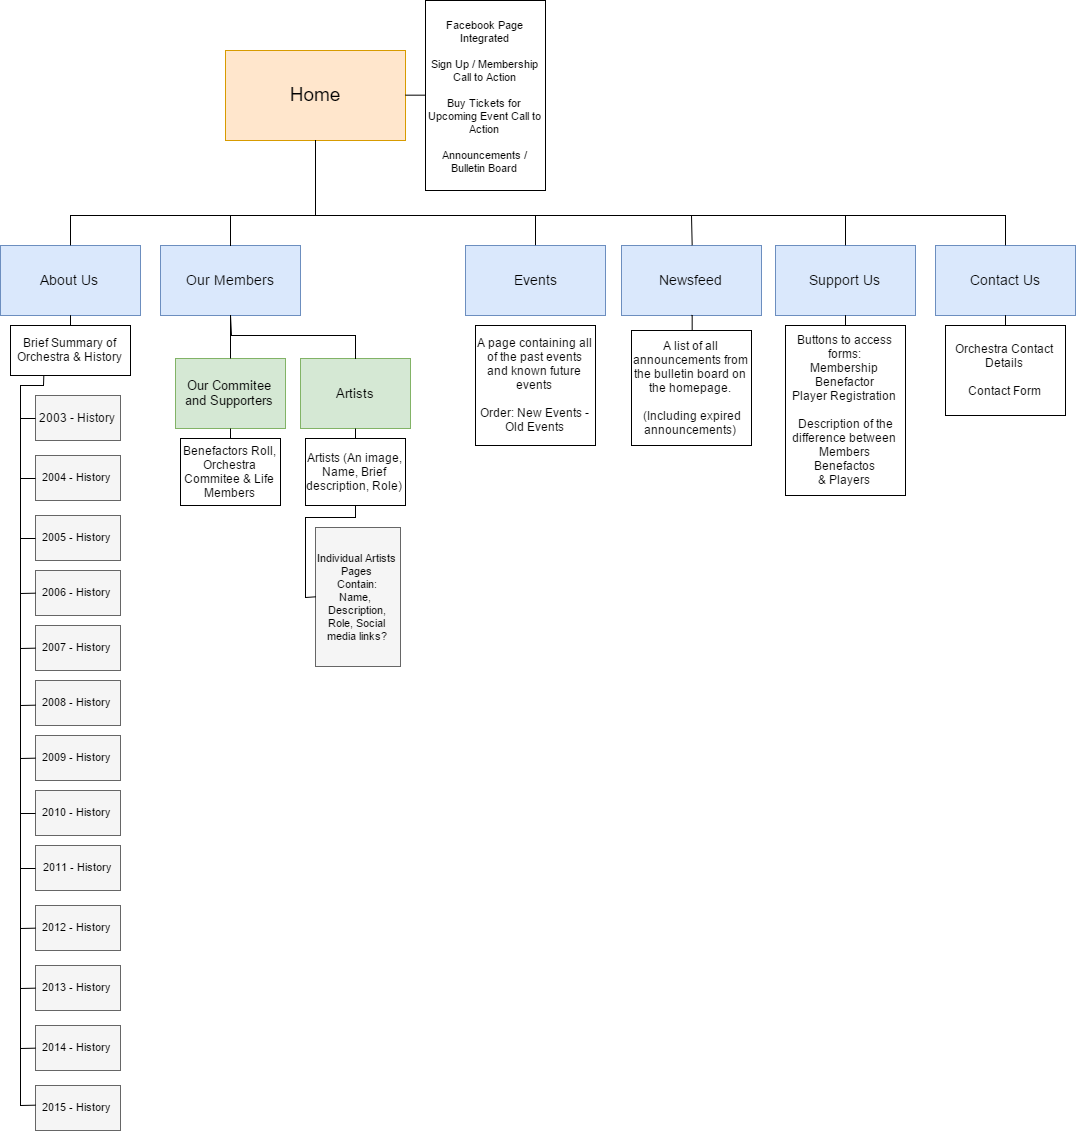 Facebook Page
Integrated
Sign Up / Membership
Call to Action
Buy Tickets for
Upcoming Event Call to
Action
Announcements /
Bulletin Board
Home
About Us
Our Members
Events
Newsfeed
Support Us
Contact Us
Brief Summary of
Orchestra & History
2003 - History
2004 - History
2005 - History
2006 - History
2007 - History
2008 - History
2009 - History
2010 - History
2011 - History
2012 - History
2013 - History
2014 - History
2015 - History
Our Commitee
and Supporters
Benefactors Roll,
Orchestra
Commitee & Life
Members
Artists
Artists (An image,
Name, Brief
description, Role)
Individual Artists
Pages
Contain:
Name,
Description,
Role, Social
media links?
A page containing all
of the past events
and known future
events
Order: New Events -
Old Events
A list of all
announcements from
the bulletin board on
the homepage.
(Including expired
announcements)
Buttons to access
forms:
Membership
Benefactor
Player Registration
Description of the
difference between
Members
Benefactos
& Players
Orchestra Contact
Details
Contact Form